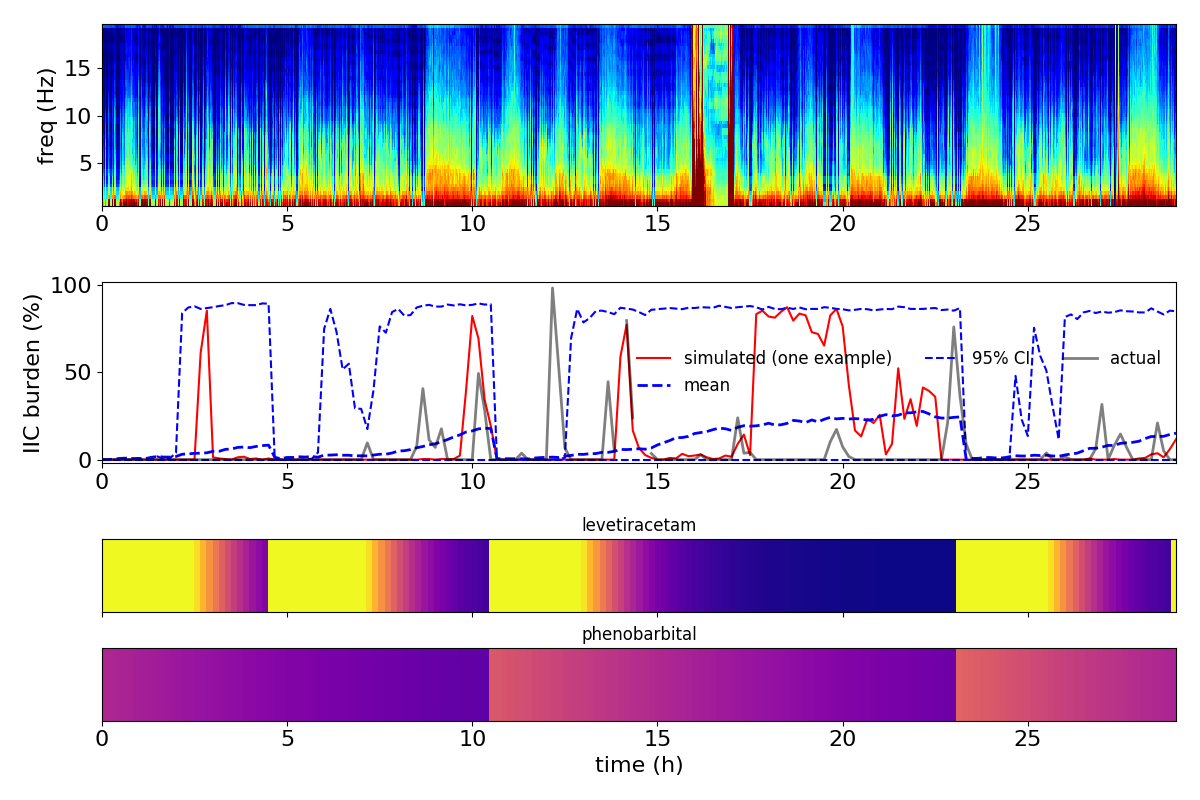 freq (Hz)
15
10
5
0 5 10 15 20 25
IIC burden (%)
100
50
0
simulated (one example) 95% CI actual
mean
0 5 10 15 20 25
levetiracetam
phenobarbital
0 5 10 15 20 25
time (h)